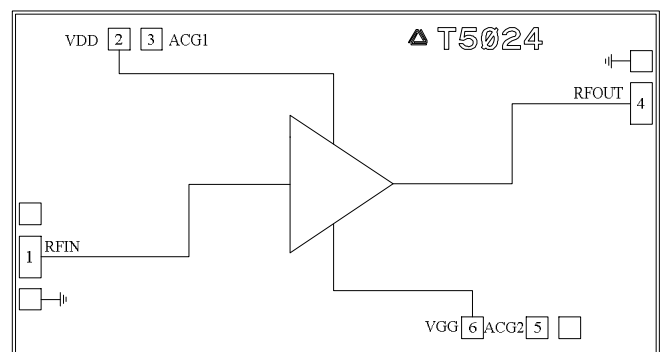 VDD 2 3 ACG1
T5024
RFOUT
4
RFIN
1
VGG 6 ACG2 5